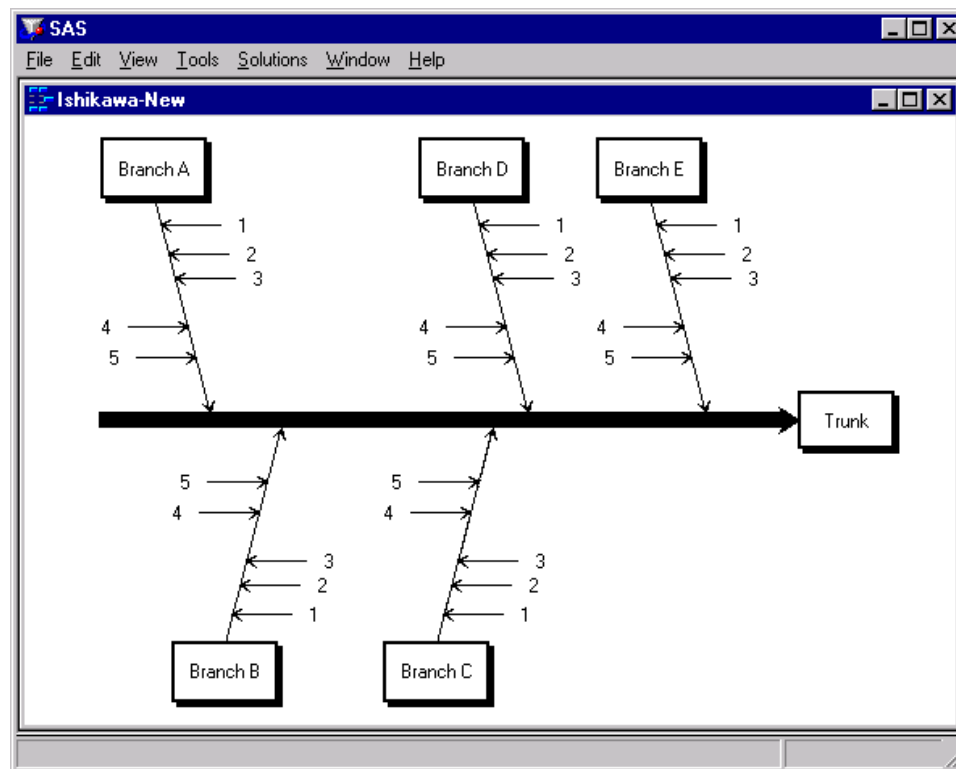 SAS
File Edit View Tools Solutions Window Help
Ishikawa-New
Branch A Branch D Branch E
1 1 1
2 2 2
3 3 3
4 4 4
5 5 5
Trunk
5 5
4 4
3 3
2 2
1 1
Branch B Branch C